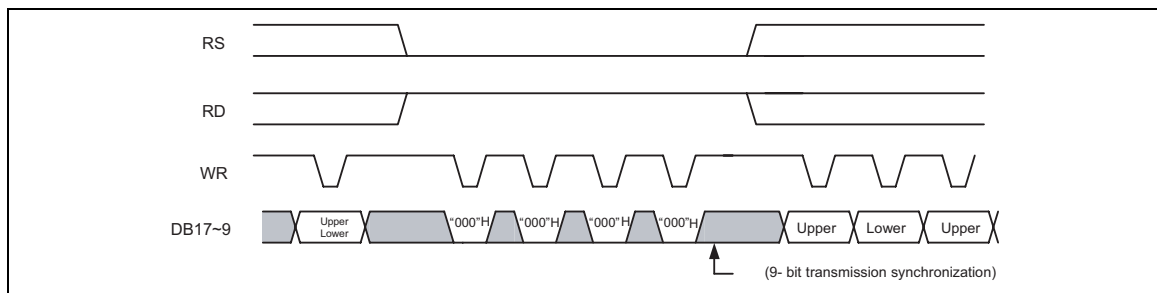 RS
RD
WR
DB17~9
Upper
Lower
"000"H
"000"H
"000"H
"000"H
Upper
Lower
Upper
(9- bit transmission synchronization)